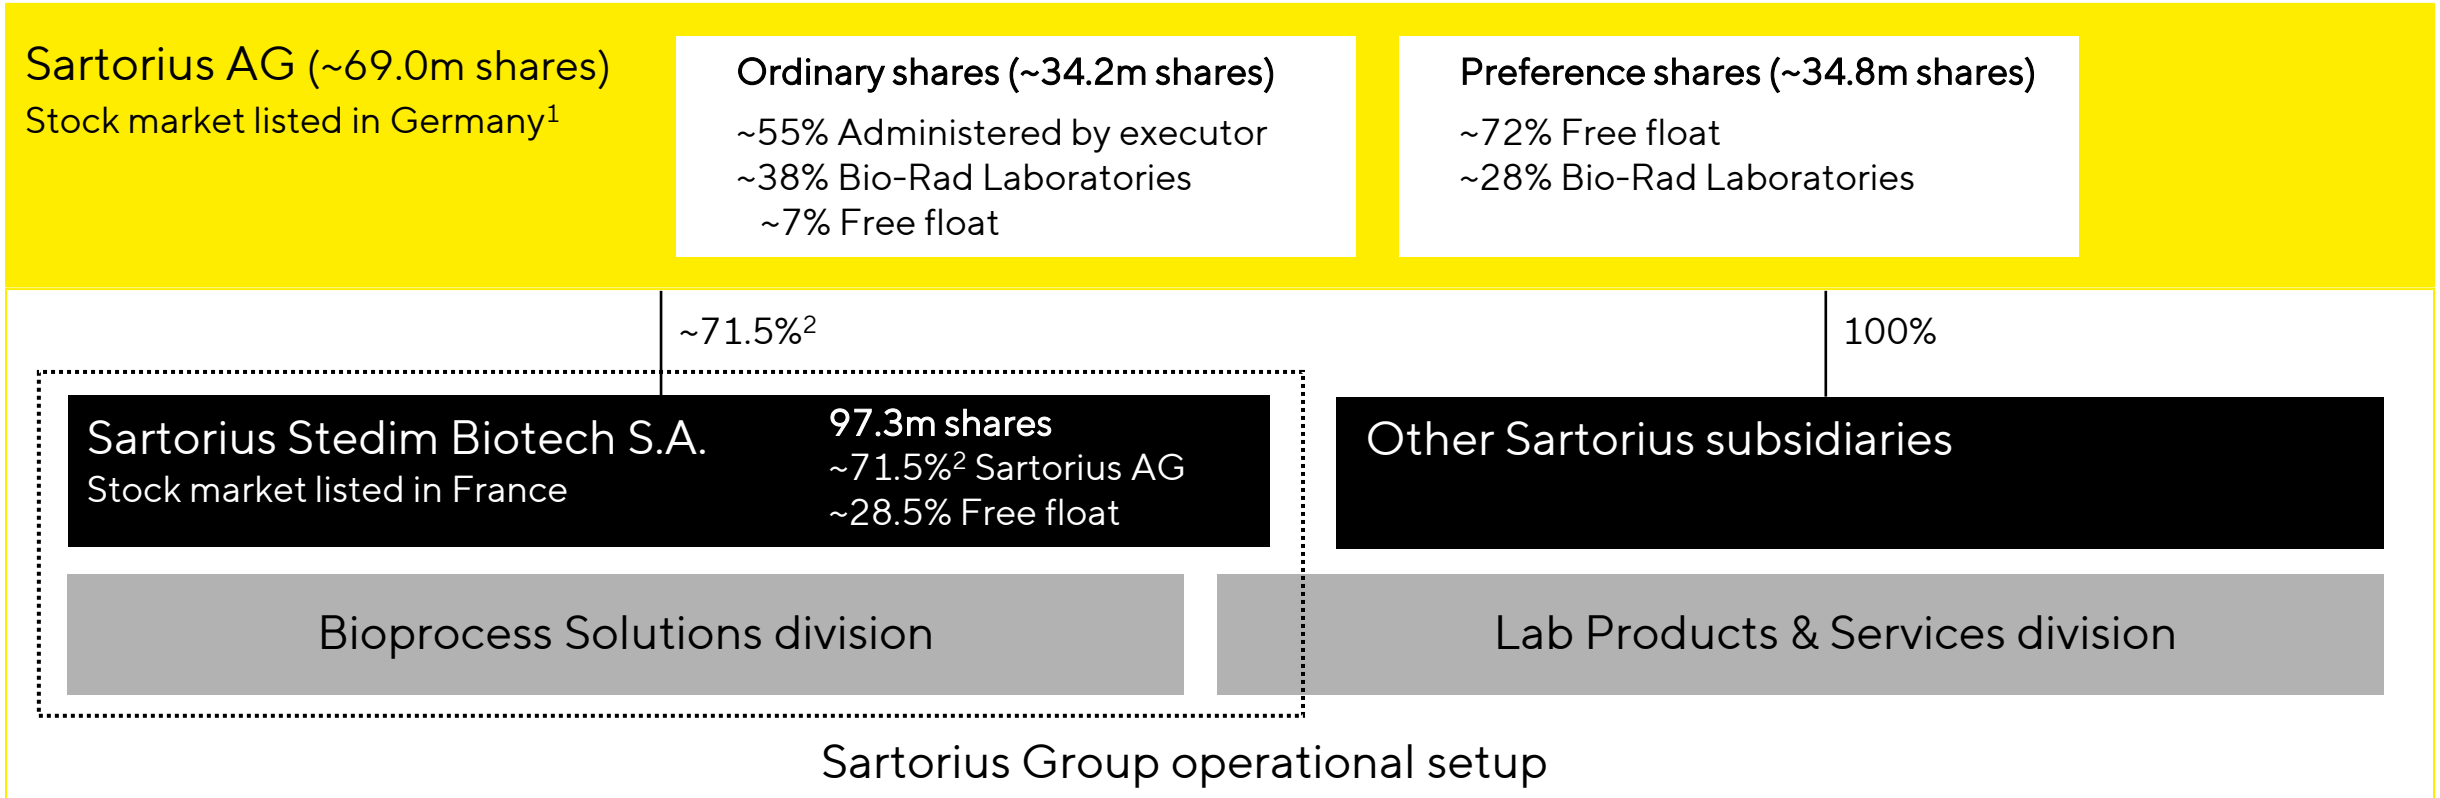 Sartorius AG (~69.0m shares)
Stock market listed in Germany¹
Ordinary shares (~34.2m shares)
~55% Administered by executor
~38% Bio-Rad Laboratories
~7% Free float
Preference shares (~34.8m shares)
~72% Free float
~28% Bio-Rad Laboratories
~71.5%²
100%
Sartorius Stedim Biotech S.A.
Stock market listed in France
97.3m shares
~71.5%² Sartorius AG
~28.5% Free float
Other Sartorius subsidiaries
Bioprocess Solutions division
Lab Products & Services division
Sartorius Group operational setup